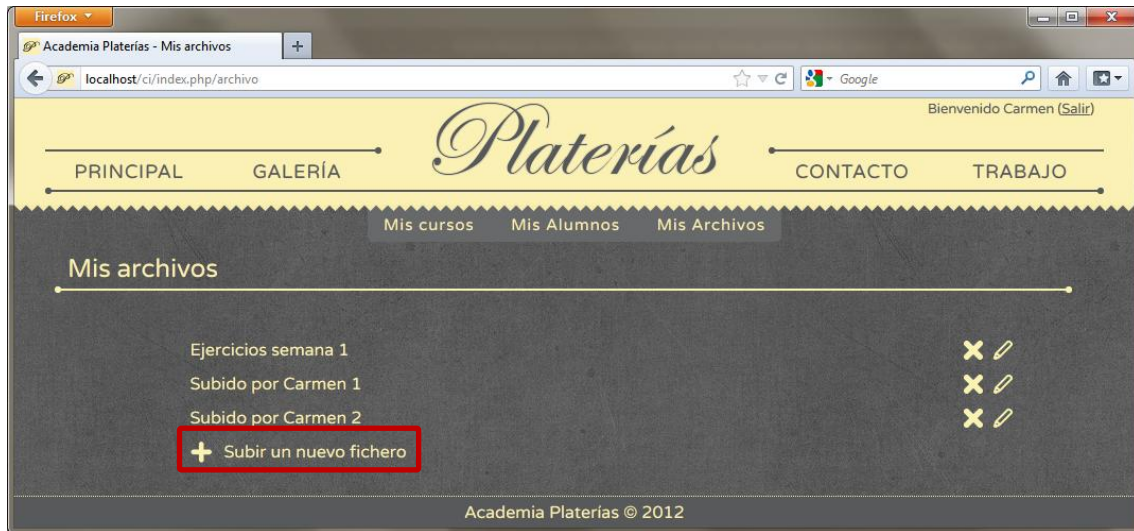 Firefox
Academia Platerías - Mis archivos
localhost/ci/index.php/archivo
Google
Bienvenido Carmen (Salir)
PRINCIPAL GALERÍA Platerías CONTACTO TRABAJO
Mis cursos Mis Alumnos Mis Archivos
Mis archivos
Ejercicios semana 1
Subido por Carmen 1
Subido por Carmen 2
Subir un nuevo fichero
Academia Platerías © 2012